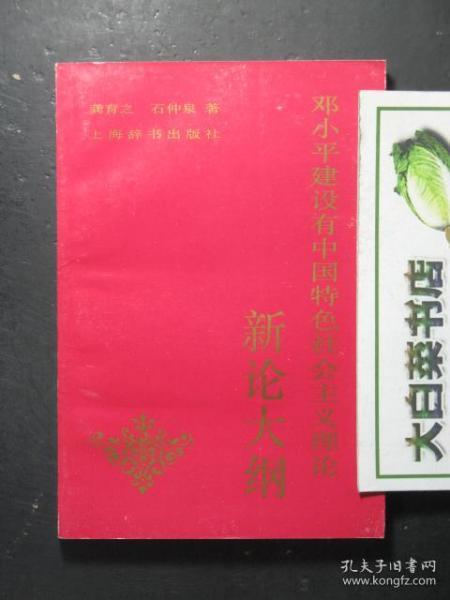 龚育之 石仲泉 著
上海辞书出版社
邓小平建设有中国特色社会主义理论
新论大纲
大白菜书店
孔夫子旧书网
www.kongfz.com